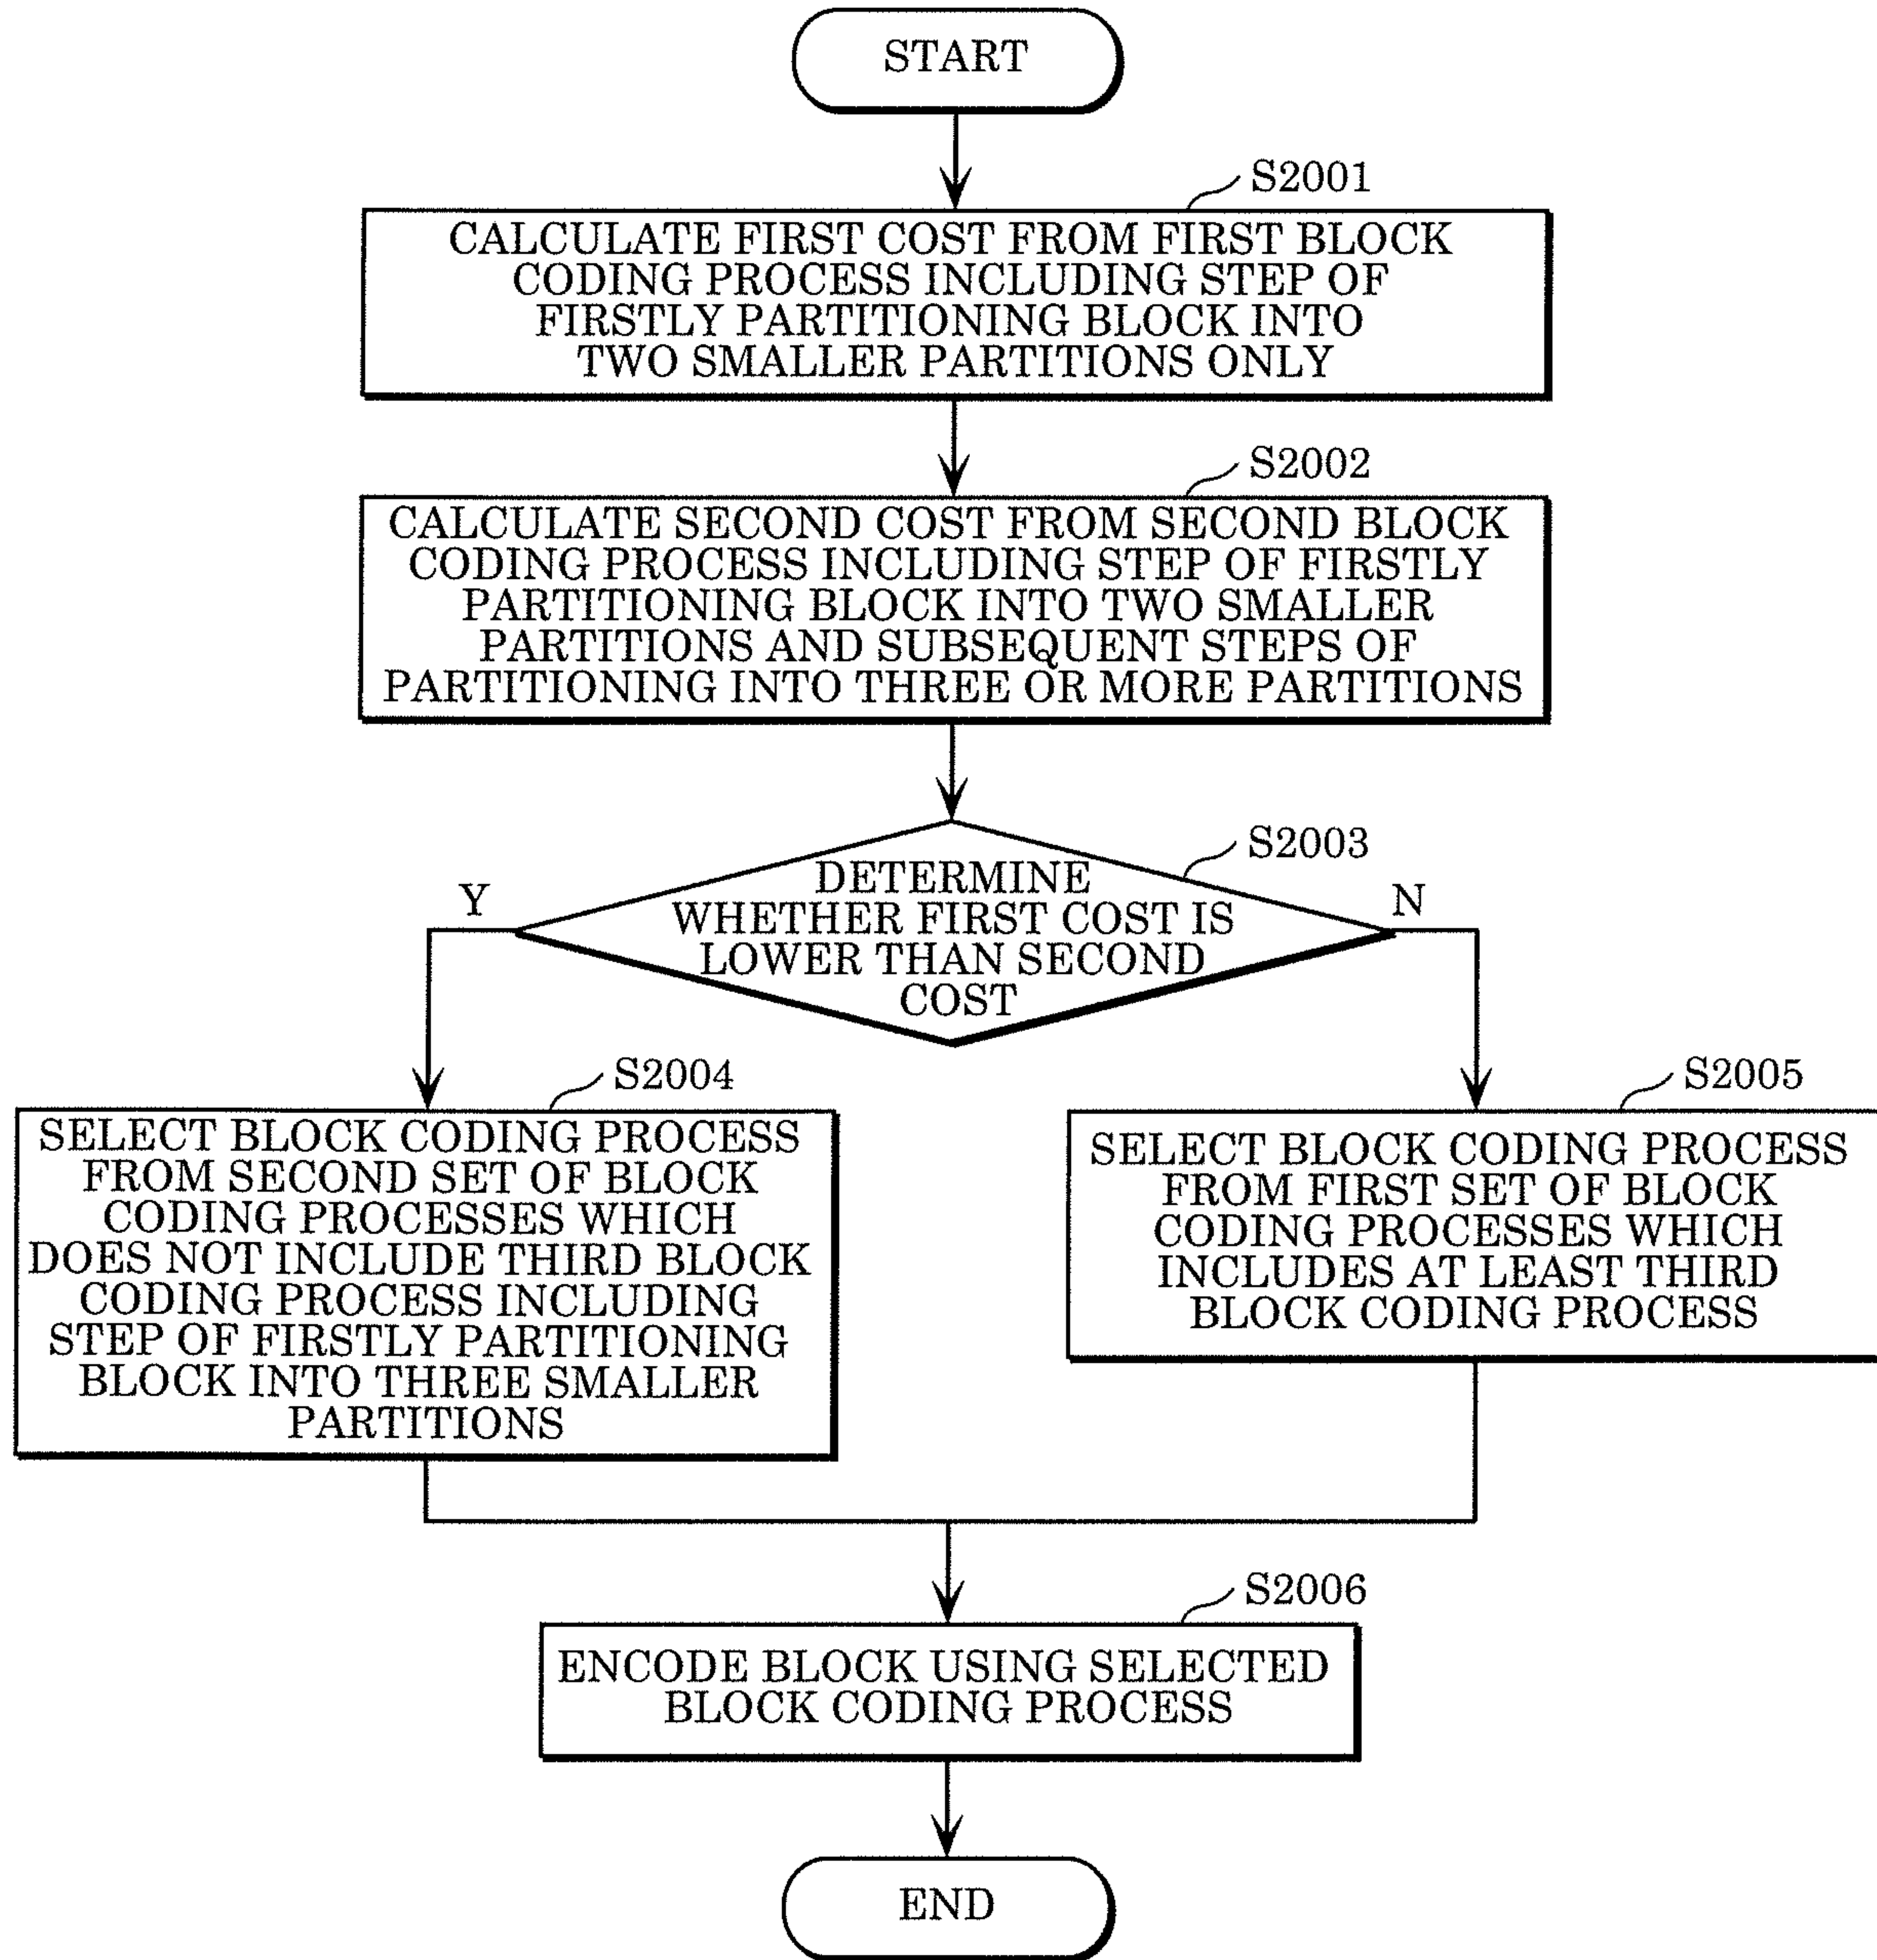 START
S2001
CALCULATE FIRST COST FROM FIRST BLOCK
CODING PROCESS INCLUDING STEP OF
FIRSTLY PARTITIONING BLOCK INTO
TWO SMALLER PARTITIONS ONLY
S2002
CALCULATE SECOND COST FROM SECOND BLOCK
CODING PROCESS INCLUDING STEP OF FIRSTLY
PARTITIONING BLOCK INTO TWO SMALLER
PARTITIONS AND SUBSEQUENT STEPS OF
PARTITIONING INTO THREE OR MORE PARTITIONS
S2003
DETERMINE
WHETHER FIRST COST IS
LOWER THAN SECOND
COST
Y
N
S2004
SELECT BLOCK CODING PROCESS
FROM SECOND SET OF BLOCK
CODING PROCESSES WHICH
DOES NOT INCLUDE THIRD BLOCK
CODING PROCESS INCLUDING
STEP OF FIRSTLY PARTITIONING
BLOCK INTO THREE SMALLER
PARTITIONS
S2005
SELECT BLOCK CODING PROCESS
FROM FIRST SET OF BLOCK
CODING PROCESSES WHICH
INCLUDES AT LEAST THIRD
BLOCK CODING PROCESS
S2006
ENCODE BLOCK USING SELECTED
BLOCK CODING PROCESS
END